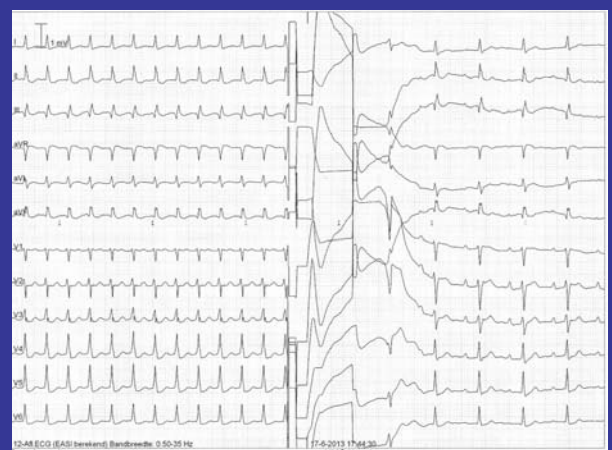 I
1 mV
II
III
aVR
aVL
aVF
V1
V2
V3
V4
V5
V6
12-Afl ECG (EASI berekend) Bandbreedte: 0.50-35 Hz
17-6-2013 17:44:30